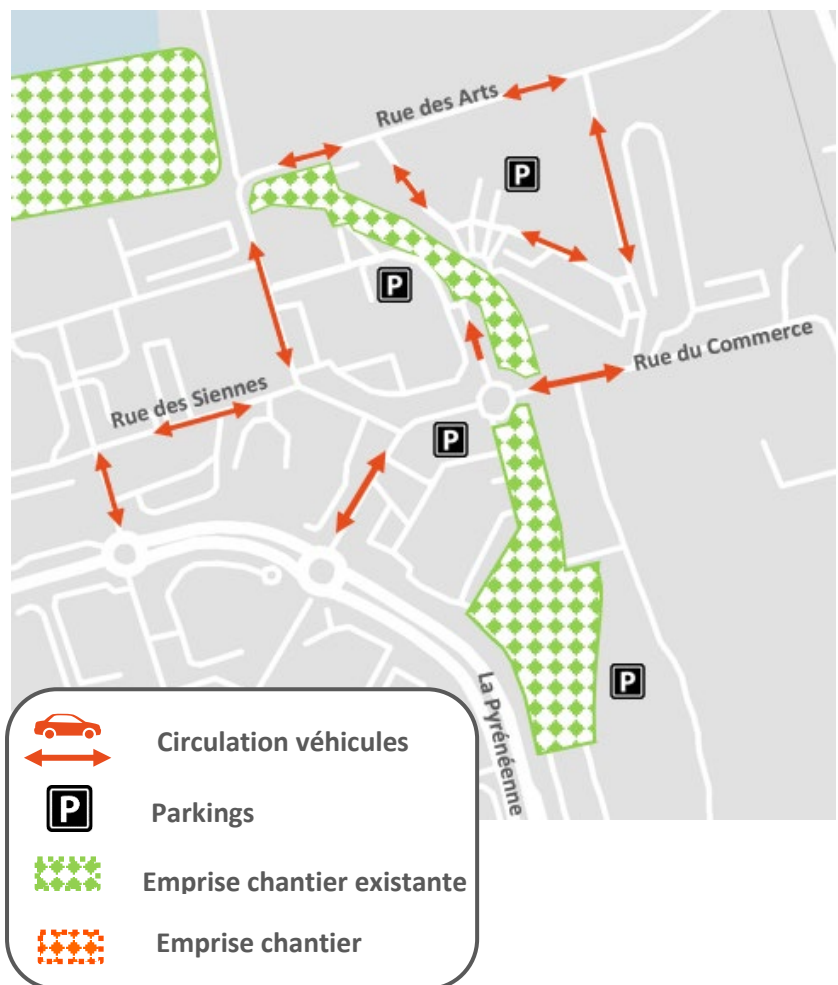 Rue des Arts
P
P
Rue du Commerce
Rue des Siennes
P
P
La Pyrénéenne
Circulation véhicules
P
Parkings
Emprise chantier existante
Emprise chantier